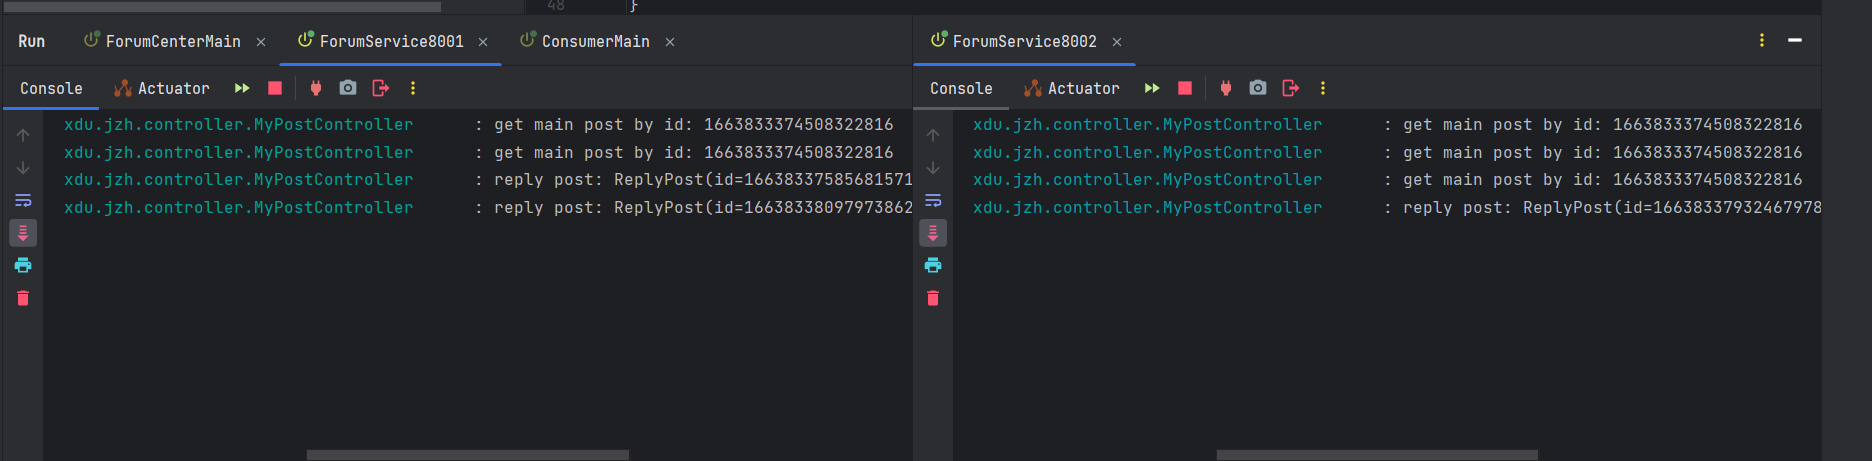 48 }
Run ForumCenterMain × ForumService8001 × ConsumerMain ×
Console Actuator
xdu.jzh.controller.MyPostController : get main post by id: 1663833374508322816
xdu.jzh.controller.MyPostController : get main post by id: 1663833374508322816
xdu.jzh.controller.MyPostController : reply post: ReplyPost(id=16638337585681571
xdu.jzh.controller.MyPostController : reply post: ReplyPost(id=16638338097973862
ForumService8002 ×
Console Actuator
xdu.jzh.controller.MyPostController : get main post by id: 1663833374508322816
xdu.jzh.controller.MyPostController : get main post by id: 1663833374508322816
xdu.jzh.controller.MyPostController : get main post by id: 1663833374508322816
xdu.jzh.controller.MyPostController : reply post: ReplyPost(id=16638337932467978